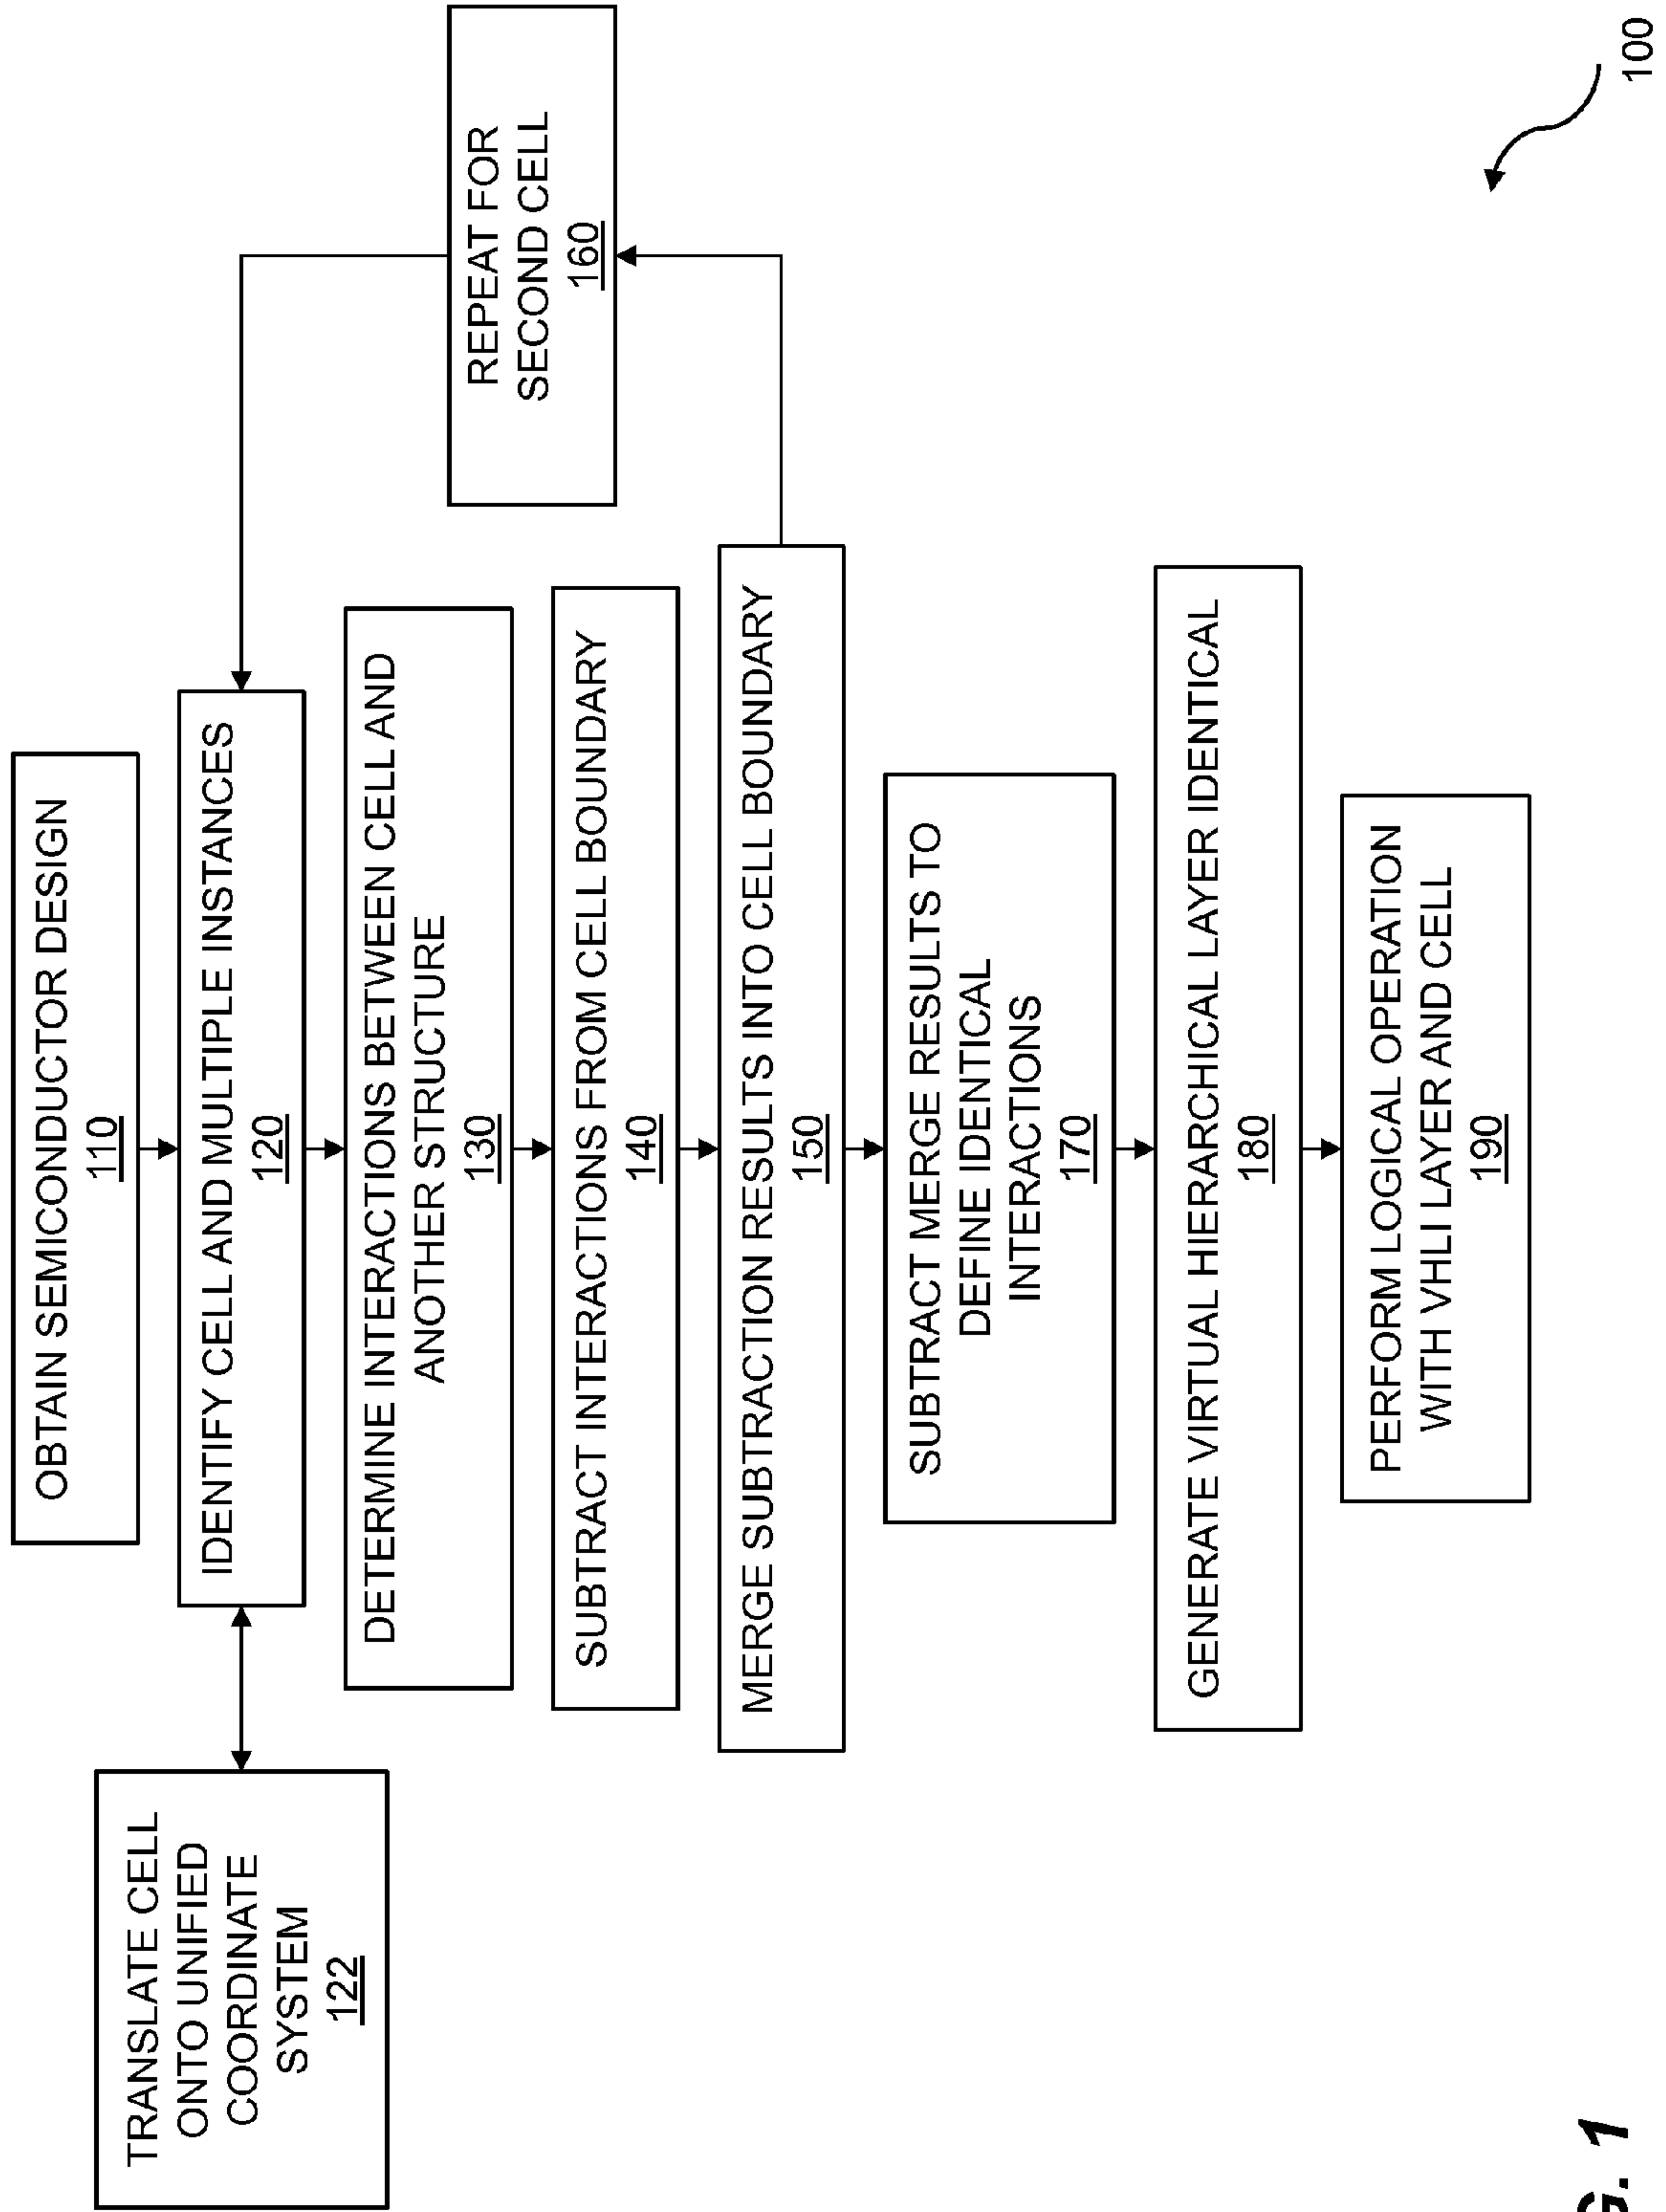 OBTAIN SEMICONDUCTOR DESIGN
110
IDENTIFY CELL AND MULTIPLE INSTANCES
120
TRANSLATE CELL
ONTO UNIFIED
COORDINATE
SYSTEM
122
DETERMINE INTERACTIONS BETWEEN CELL AND
ANOTHER STRUCTURE
130
SUBTRACT INTERACTIONS FROM CELL BOUNDARY
140
MERGE SUBTRACTION RESULTS INTO CELL BOUNDARY
150
REPEAT FOR
SECOND CELL
160
SUBTRACT MERGE RESULTS TO
DEFINE IDENTICAL
INTERACTIONS
170
GENERATE VIRTUAL HIERARCHICAL LAYER IDENTICAL
180
PERFORM LOGICAL OPERATION
WITH VHLI LAYER AND CELL
190
100
G. 1